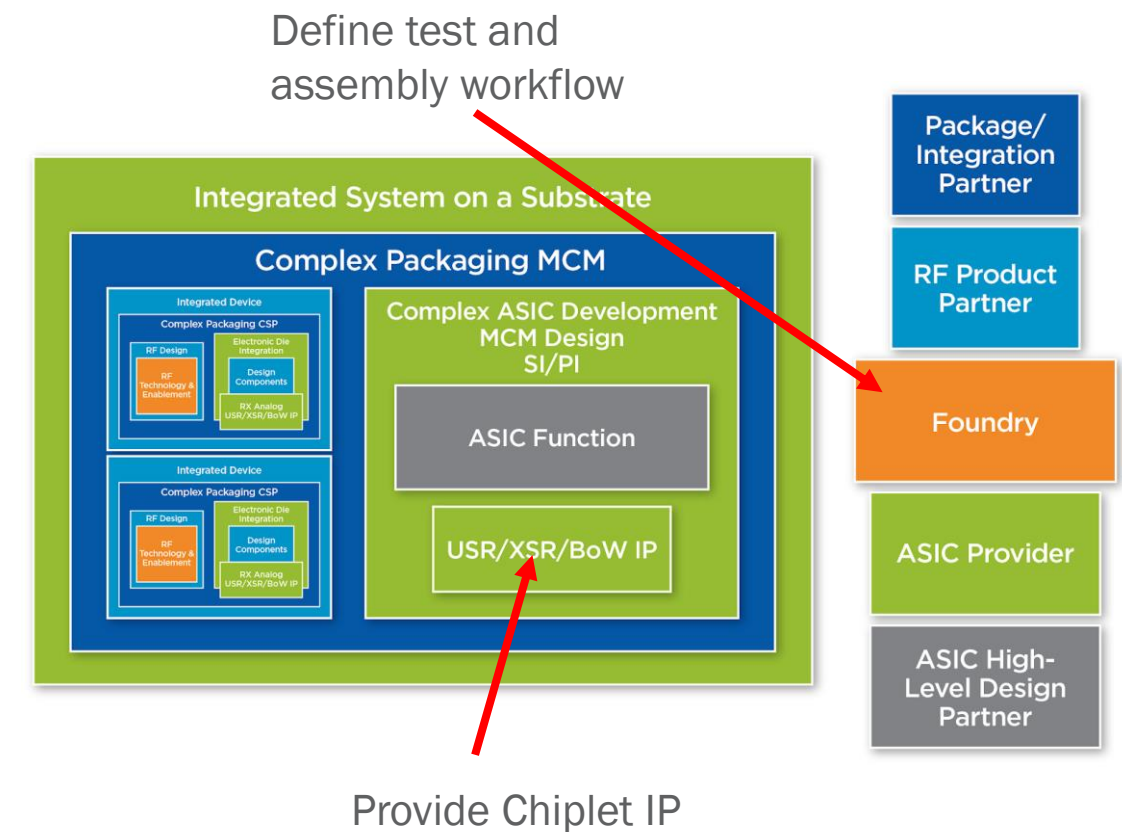 Define test and
assembly workflow
Integrated System on a Substrate
Complex Packaging MCM
Integrated Device
Complex Packaging CSP
RF Design
RF
Technology &
Enablement
Electronic Die
Integration
Design
Components
RX Analog
USR/XSR/BoW IP
Integrated Device
Complex Packaging CSP
RF Design
RF
Technology &
Enablement
Electronic Die
Integration
Design
Components
RX Analog
USR/XSR/BoW IP
Complex ASIC Development
MCM Design
SI/PI
ASIC Function
USR/XSR/BoW IP
Package/
Integration
Partner
RF Product
Partner
Foundry
ASIC Provider
ASIC High-
Level Design
Partner
Provide Chiplet IP